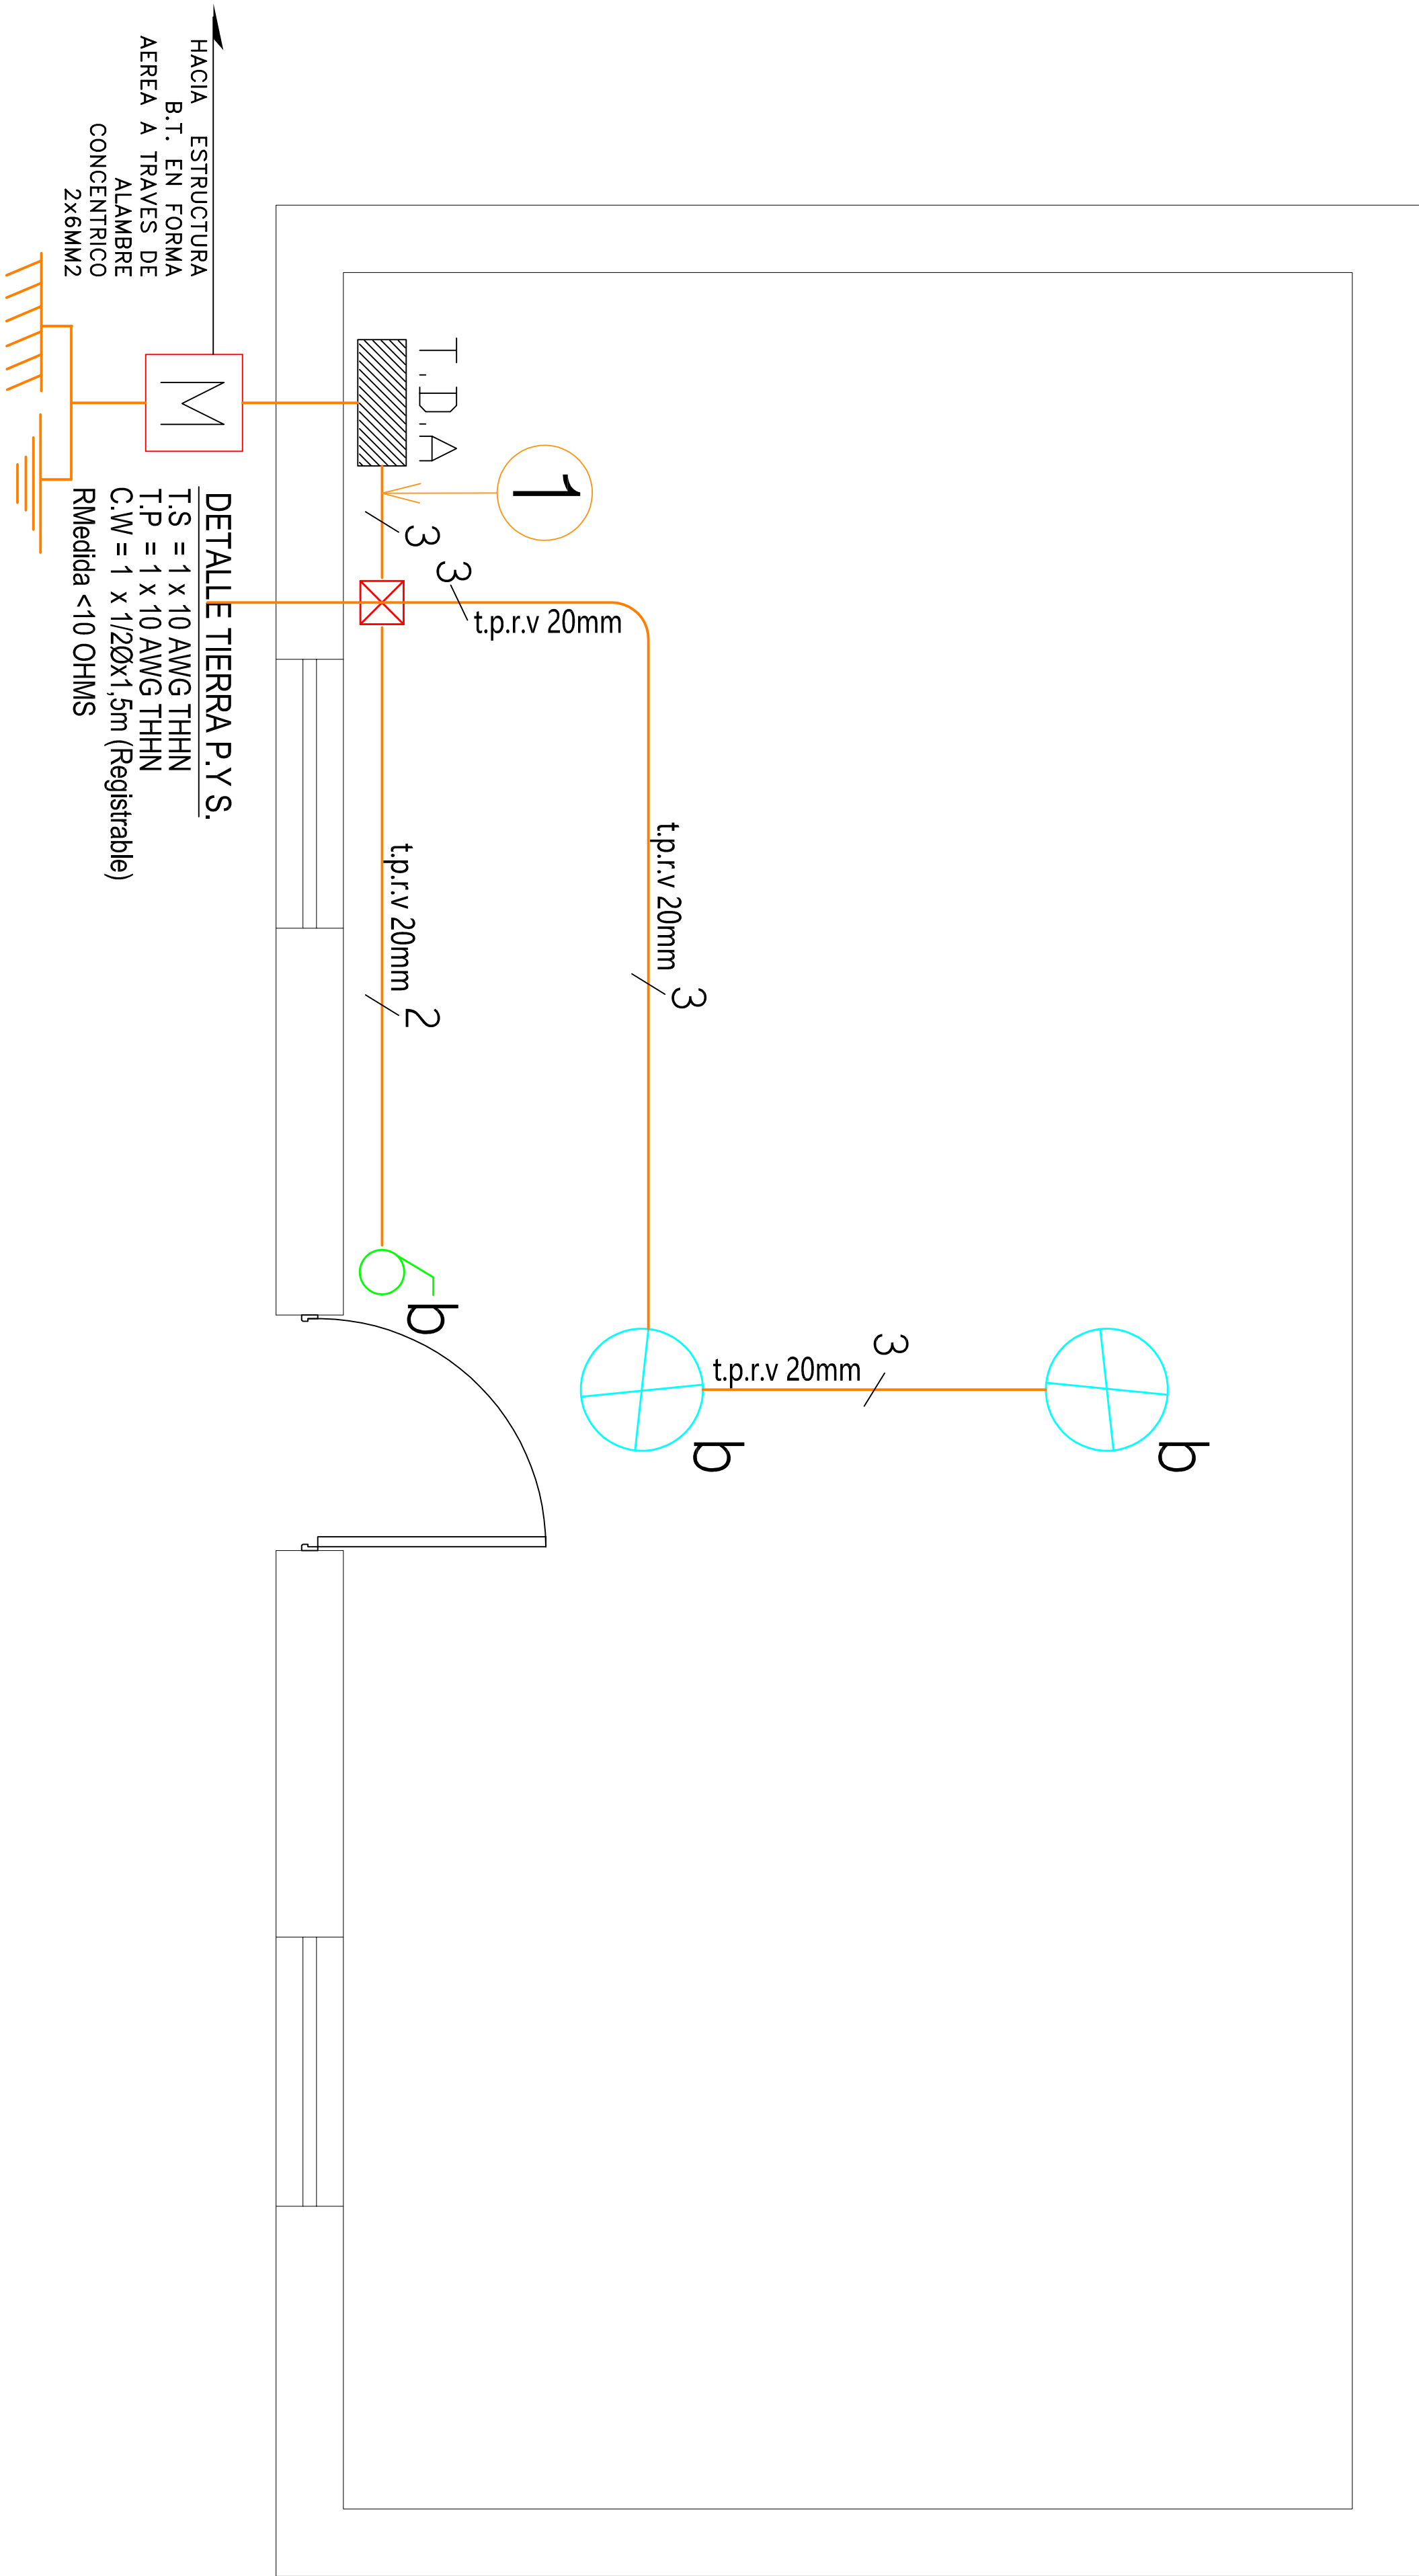 HACIA ESTRUCTURA
B.T. EN FORMA
AEREA A TRAVES DE
ALAMBRE
CONCENTRICO
2x6MM2
M
T.D.A
1
3
3
t.p.r.v 20mm
t.p.r.v 20mm
3
t.p.r.v 20mm
2
b
t.p.r.v 20mm
3
b
b
DETALLE TIERRA P.Y S.
T.S = 1 x 10 AWG THHN
T.P = 1 x 10 AWG THHN
C.W = 1 x 1/2Øx1,5m (Registrable)
RMedida <10 OHMS